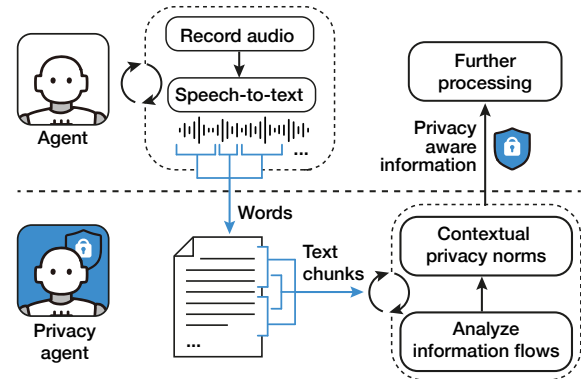 Record audio
Speech-to-text
...
Agent
Further
processing
Privacy
aware
information
Words
Text
chunks
...
Privacy
agent
Contextual
privacy norms
Analyze
information flows